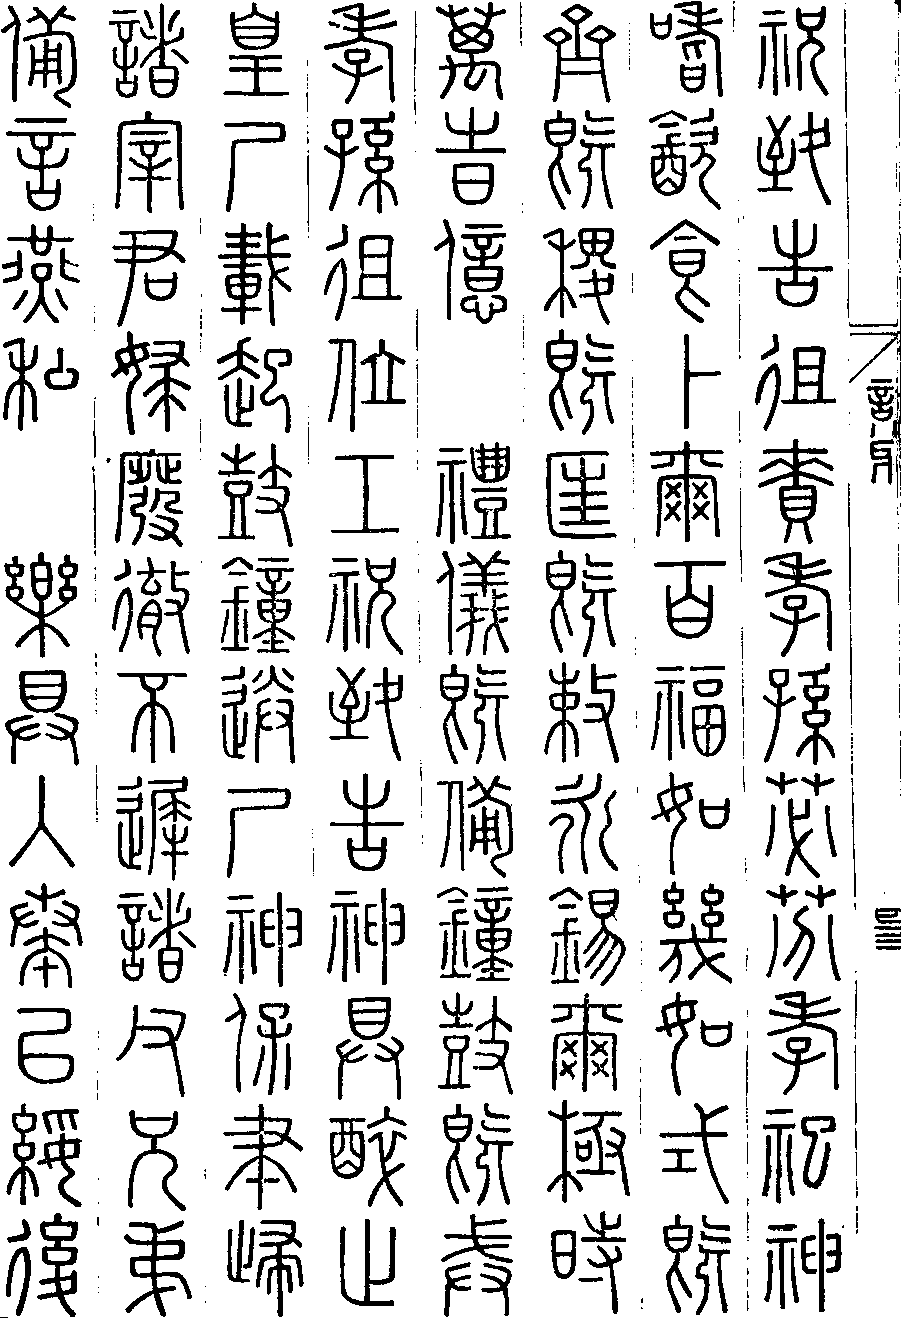 祝致告徂賚孝孫苾芬孝祀神
嗜飲食卜爾百福如幾如式既
齊既稷既匡既敕永錫爾極時
萬時億　禮儀既備鐘鼓既戒
孝孫徂位工祝致告神具醉止
皇尸載起鼓鐘送尸神保聿歸
諸宰君婦廢徹不遲諸父兄弟
備言燕私　樂具入奏以綏後